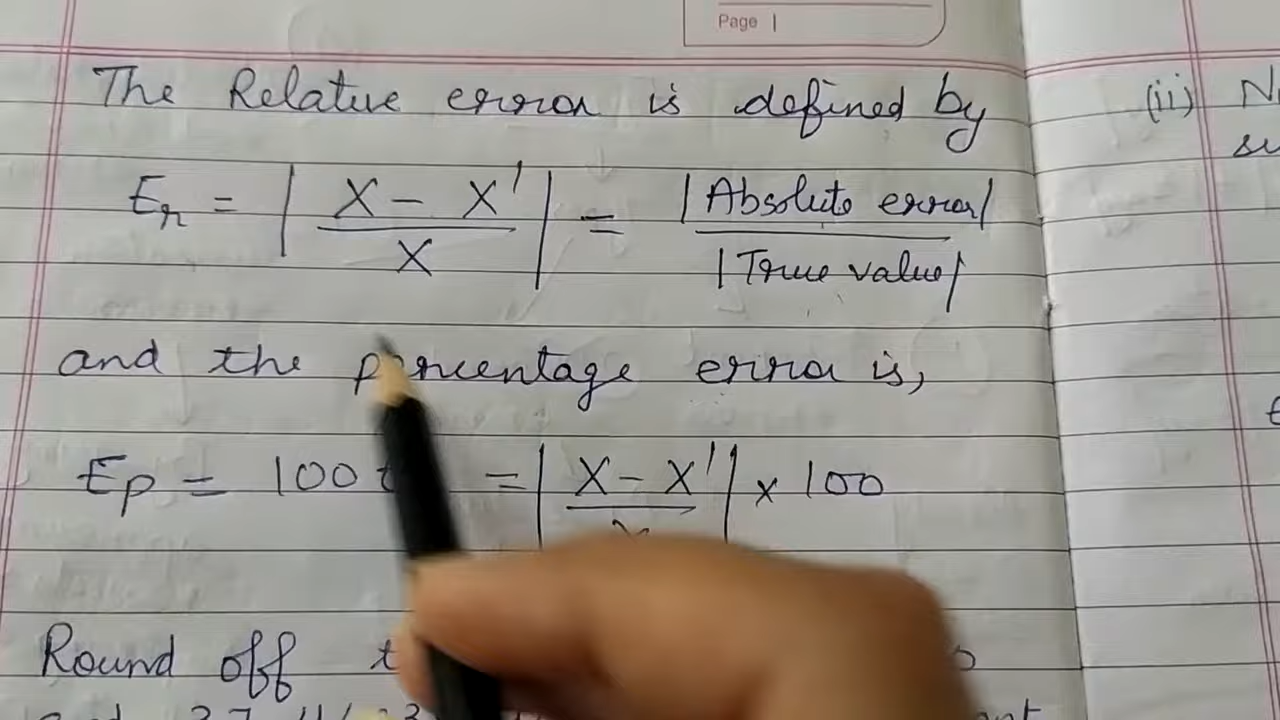 Page |
The Relative error is defined by
Er = | X - X' / X | = |Absolute error| / |True value|
and the percentage error is,
Ep = 100 = | X - X' / X | × 100
Round off
(ii)